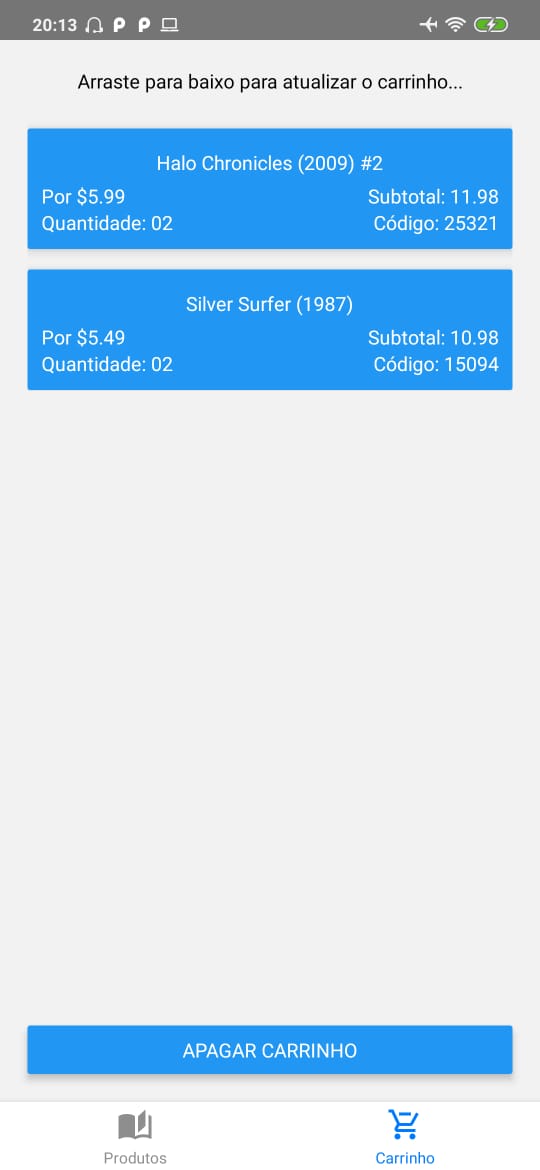 20:13
Arraste para baixo para atualizar o carrinho...
Halo Chronicles (2009) #2
Por $5.99 Subtotal: 11.98
Quantidade: 02 Código: 25321
Silver Surfer (1987)
Por $5.49 Subtotal: 10.98
Quantidade: 02 Código: 15094
APAGAR CARRINHO
Produtos Carrinho